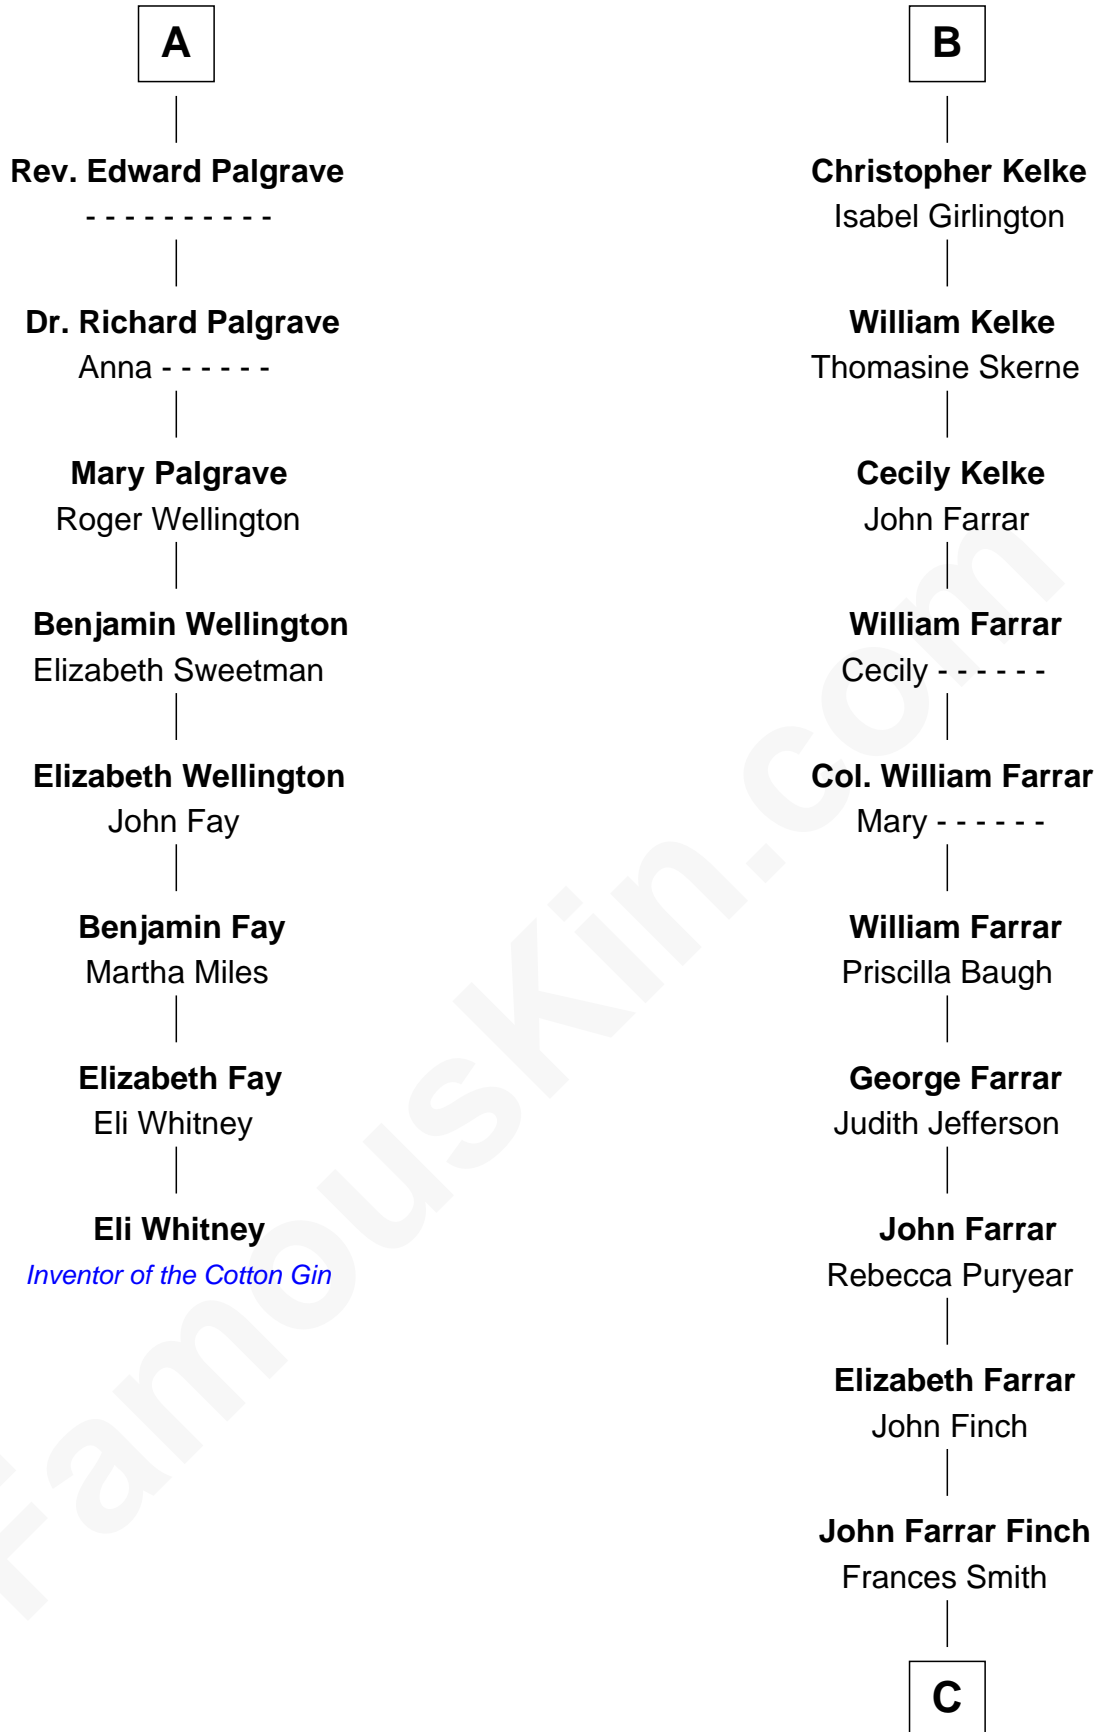 A
Rev. Edward Palgrave
- - - - - - - - - -
Dr. Richard Palgrave
Anna - - - - - -
Mary Palgrave
Roger Wellington
Benjamin Wellington
Elizabeth Sweetman
Elizabeth Wellington
John Fay
Benjamin Fay
Martha Miles
Elizabeth Fay
Eli Whitney
Eli Whitney
Inventor of the Cotton Gin
B
Christopher Kelke
Isabel Girlington
William Kelke
Thomasine Skerne
Cecily Kelke
John Farrar
William Farrar
Cecily - - - - - -
Col. William Farrar
Mary - - - - - -
William Farrar
Priscilla Baugh
George Farrar
Judith Jefferson
John Farrar
Rebecca Puryear
Elizabeth Farrar
John Finch
John Farrar Finch
Frances Smith
C
FamousKin.com